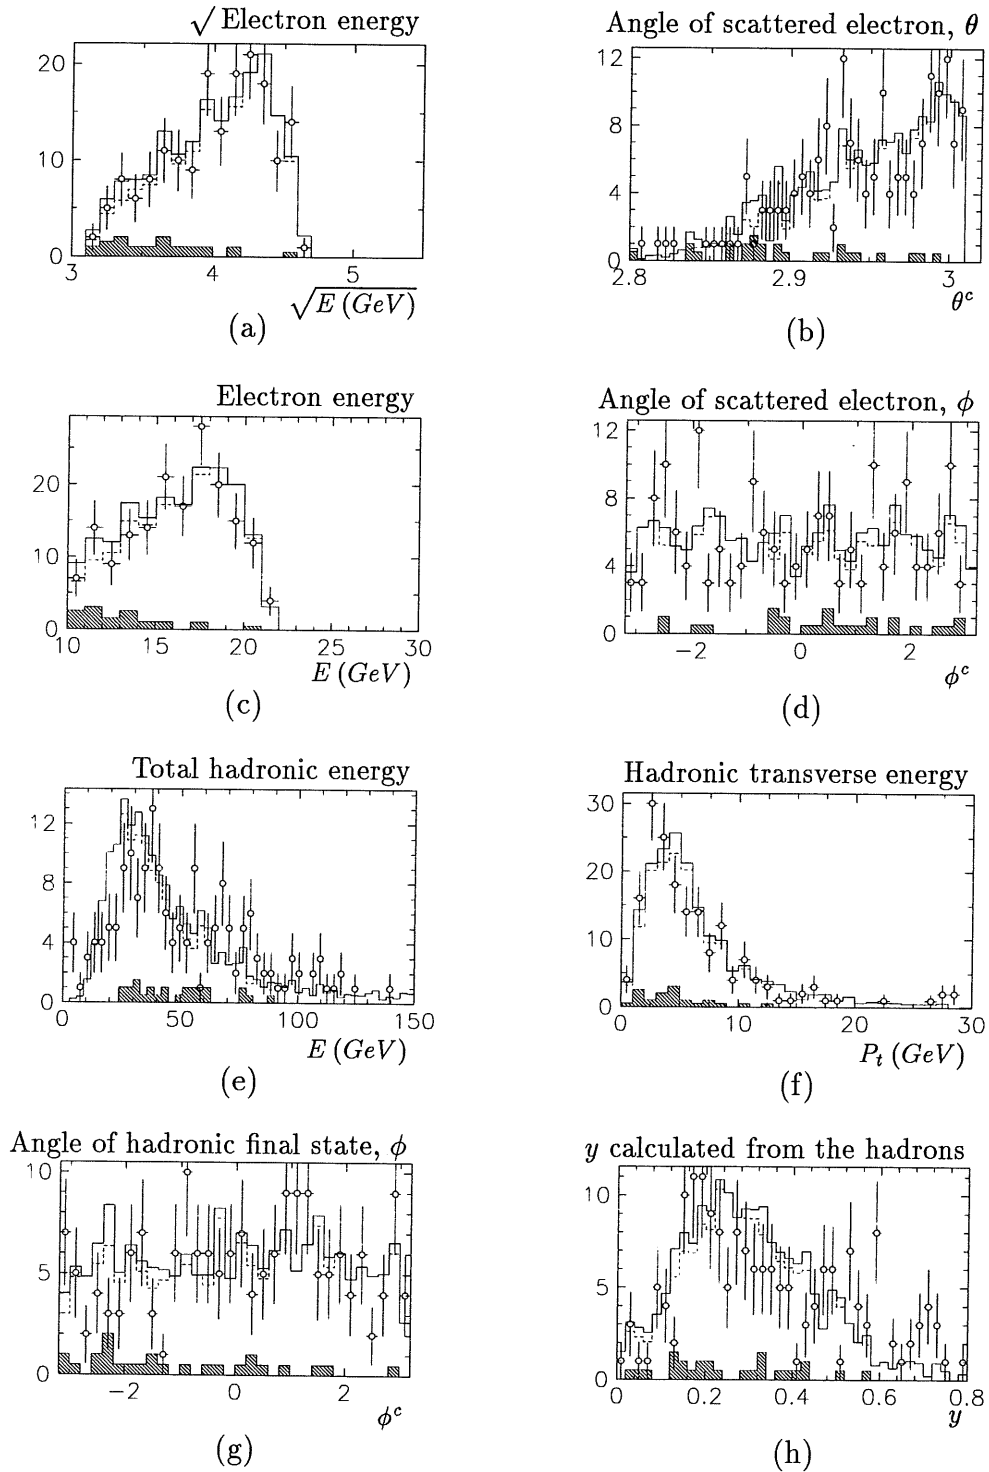 √ Electron energy
20
10
0
3 4 5
√E (GeV)
(a)
Angle of scattered electron, θ
12
8
4
0
2.8 2.9 3
θᶜ
(b)
Electron energy
20
10
0
10 15 20 25 30
E (GeV)
(c)
Angle of scattered electron, ϕ
12
8
4
0
−2 0 2
ϕᶜ
(d)
Total hadronic energy
12
8
4
0
0 50 100 150
E (GeV)
(e)
Hadronic transverse energy
30
20
10
0
0 10 20 30
Pₜ (GeV)
(f)
Angle of hadronic final state, ϕ
10
5
0
−2 0 2
ϕᶜ
(g)
y calculated from the hadrons
10
5
0
0 0.2 0.4 0.6 0.8
y
(h)